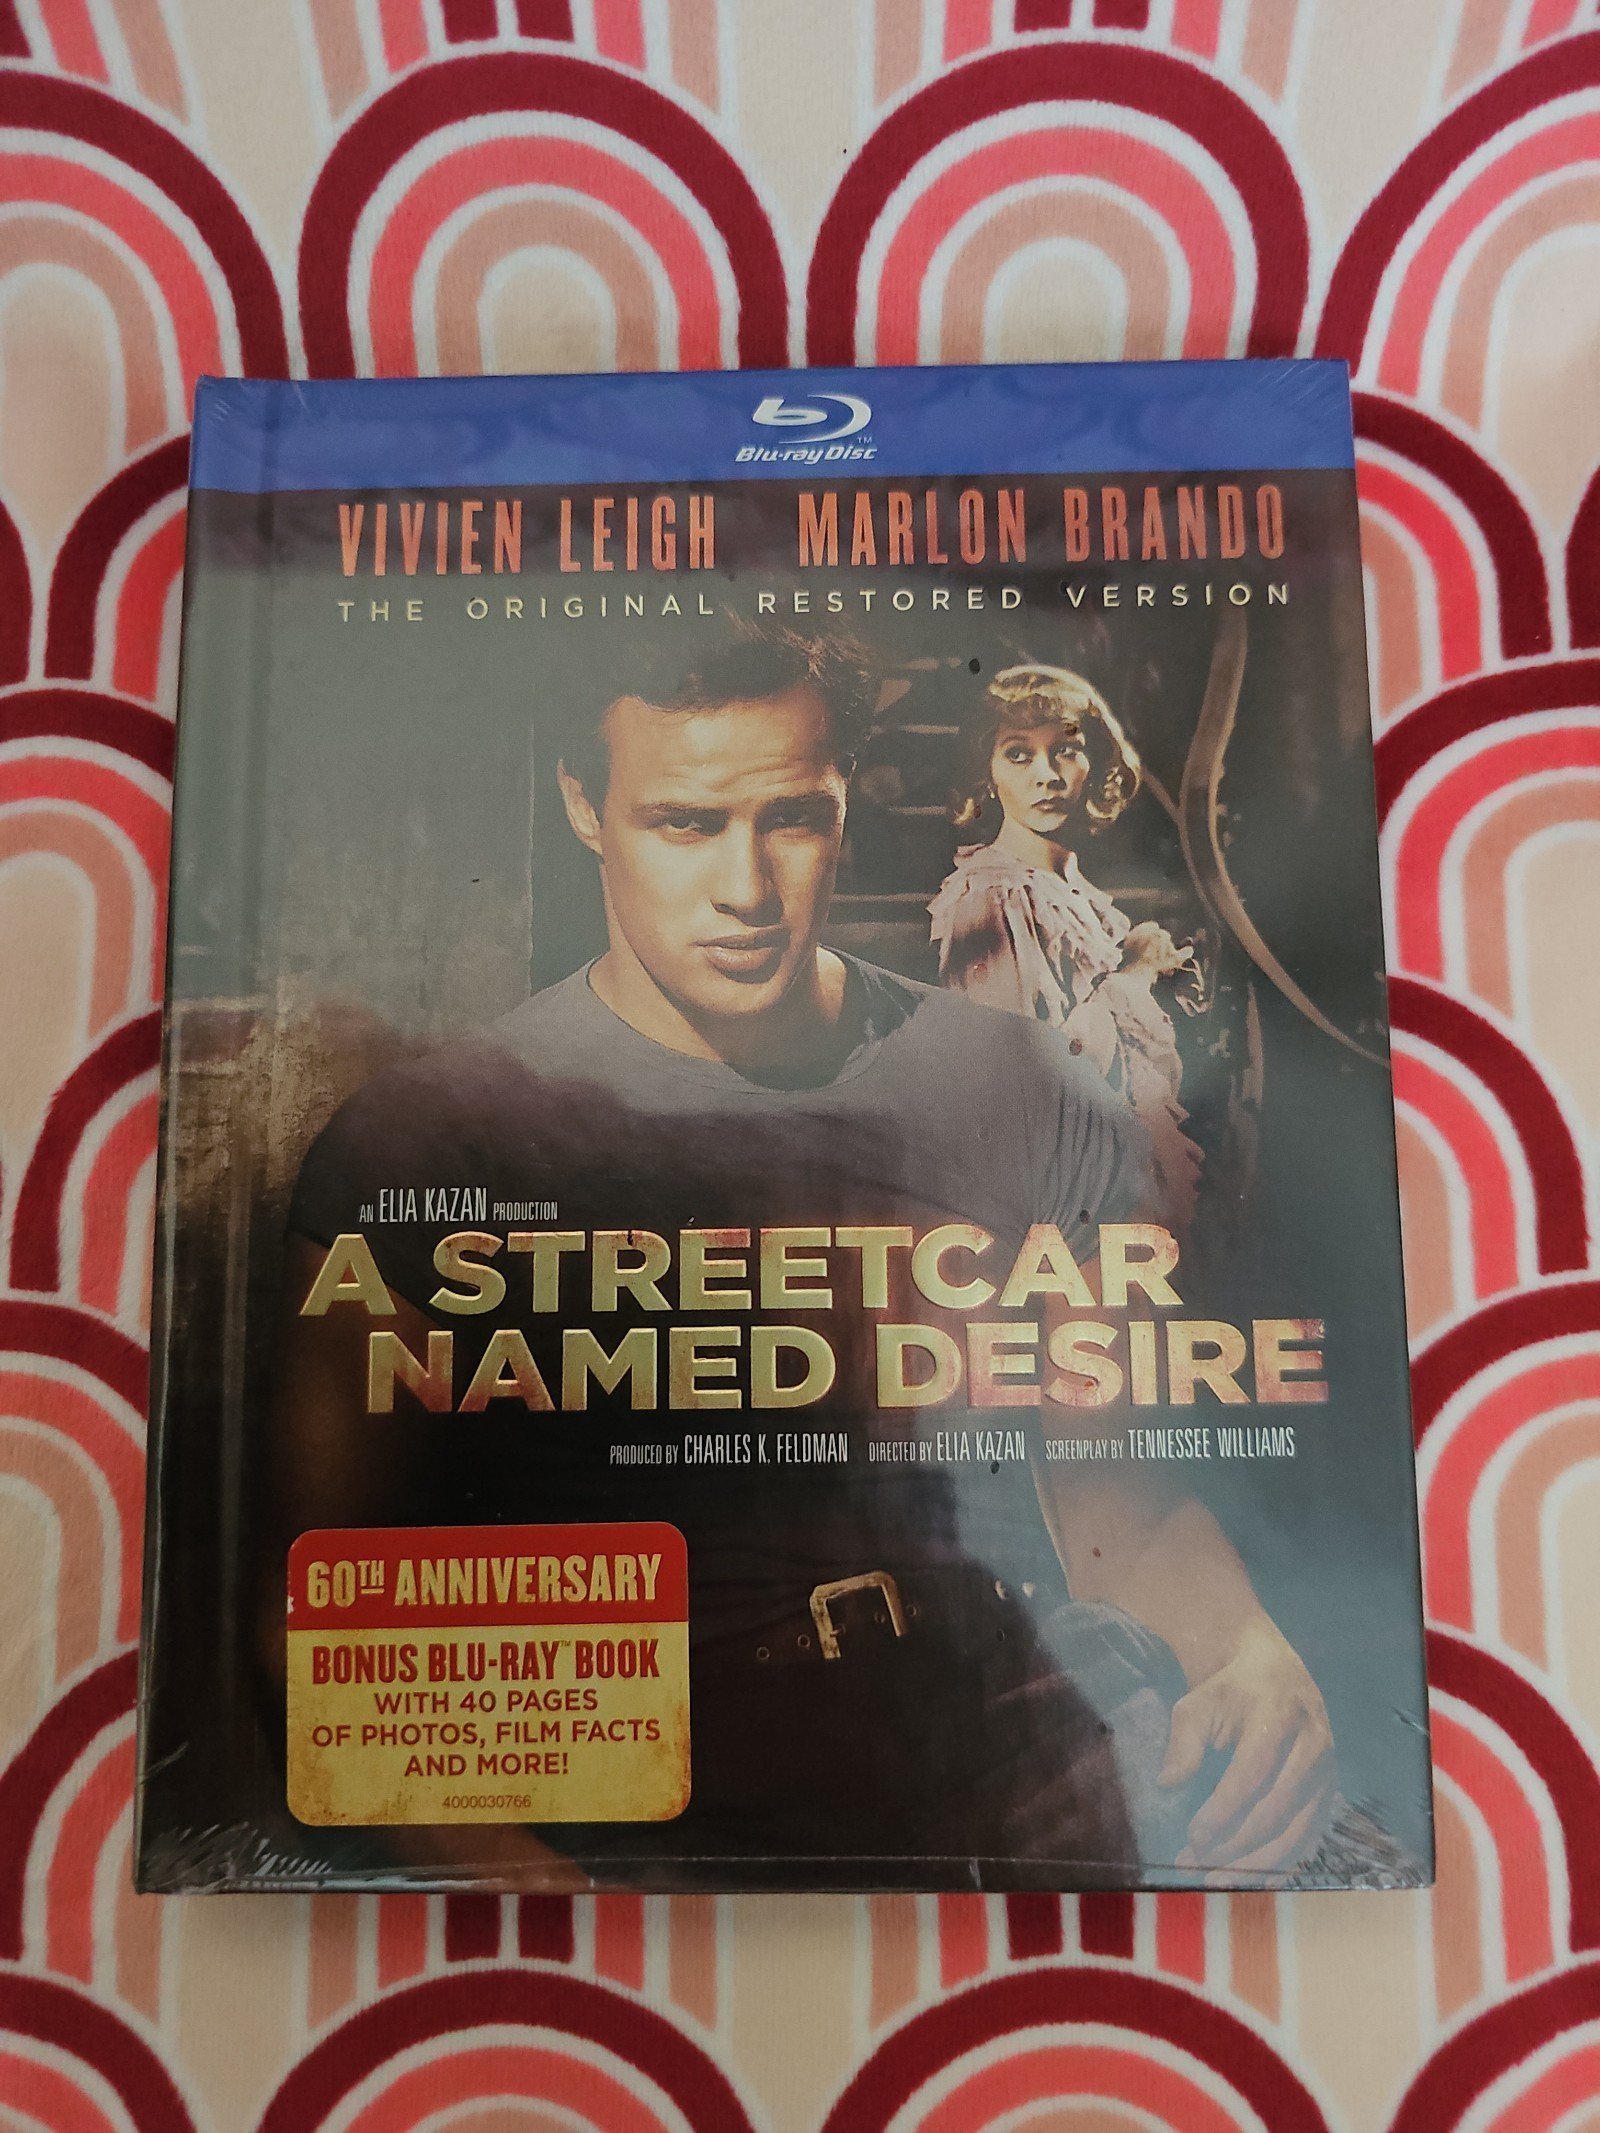 Blu-ray Disc™
VIVIEN LEIGH MARLON BRANDO
THE ORIGINAL RESTORED VERSION
AN ELIA KAZAN PRODUCTION
A STREETCAR
NAMED DESIRE
PRODUCED BY CHARLES K. FELDMAN DIRECTED BY ELIA KAZAN SCREENPLAY BY TENNESSEE WILLIAMS
60TH ANNIVERSARY
BONUS BLU-RAY™ BOOK
WITH 40 PAGES
OF PHOTOS, FILM FACTS
AND MORE!
4000030766